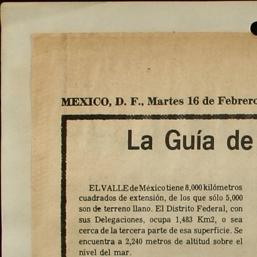 MEXICO, D. F., Martes 16 de Febrero
La Guía de
EL VALLE de México tiene 8,000 kilómetros
cuadrados de extensión, de los que sólo 5,000
son de terreno llano. El Distrito Federal, con
sus Delegaciones, ocupa 1,483 Km2, o sea
cerca de la tercera parte de esa superficie. Se
encuentra a 2,240 metros de altitud sobre el
nivel del mar.